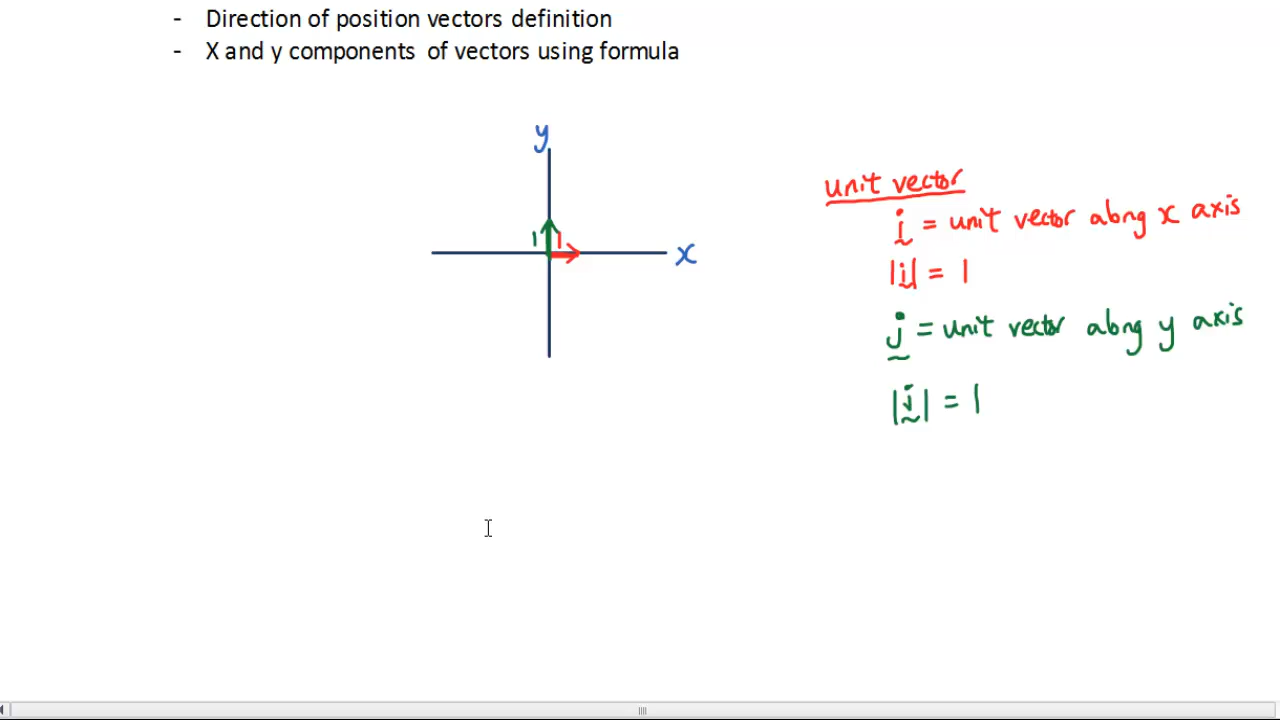 - Direction of position vectors definition
- X and y components of vectors using formula
y
1 1
x
unit vector
i = unit vector along x axis
|i| = 1
j = unit vector along y axis
|j| = 1